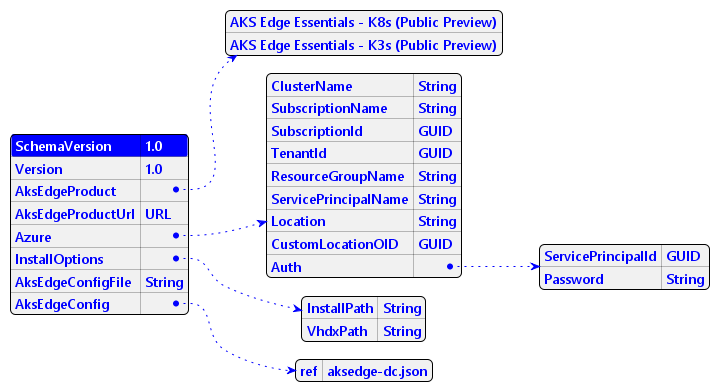 AKS Edge Essentials - K8s (Public Preview)
AKS Edge Essentials - K3s (Public Preview)
SchemaVersion 1.0
Version 1.0
AksEdgeProduct
AksEdgeProductUrl URL
Azure
InstallOptions
AksEdgeConfigFile String
AksEdgeConfig
ClusterName String
SubscriptionName String
SubscriptionId GUID
TenantId GUID
ResourceGroupName String
ServicePrincipalName String
Location String
CustomLocationOID GUID
Auth
ServicePrincipalId GUID
Password String
InstallPath String
VhdxPath String
ref aksedge-dc.json